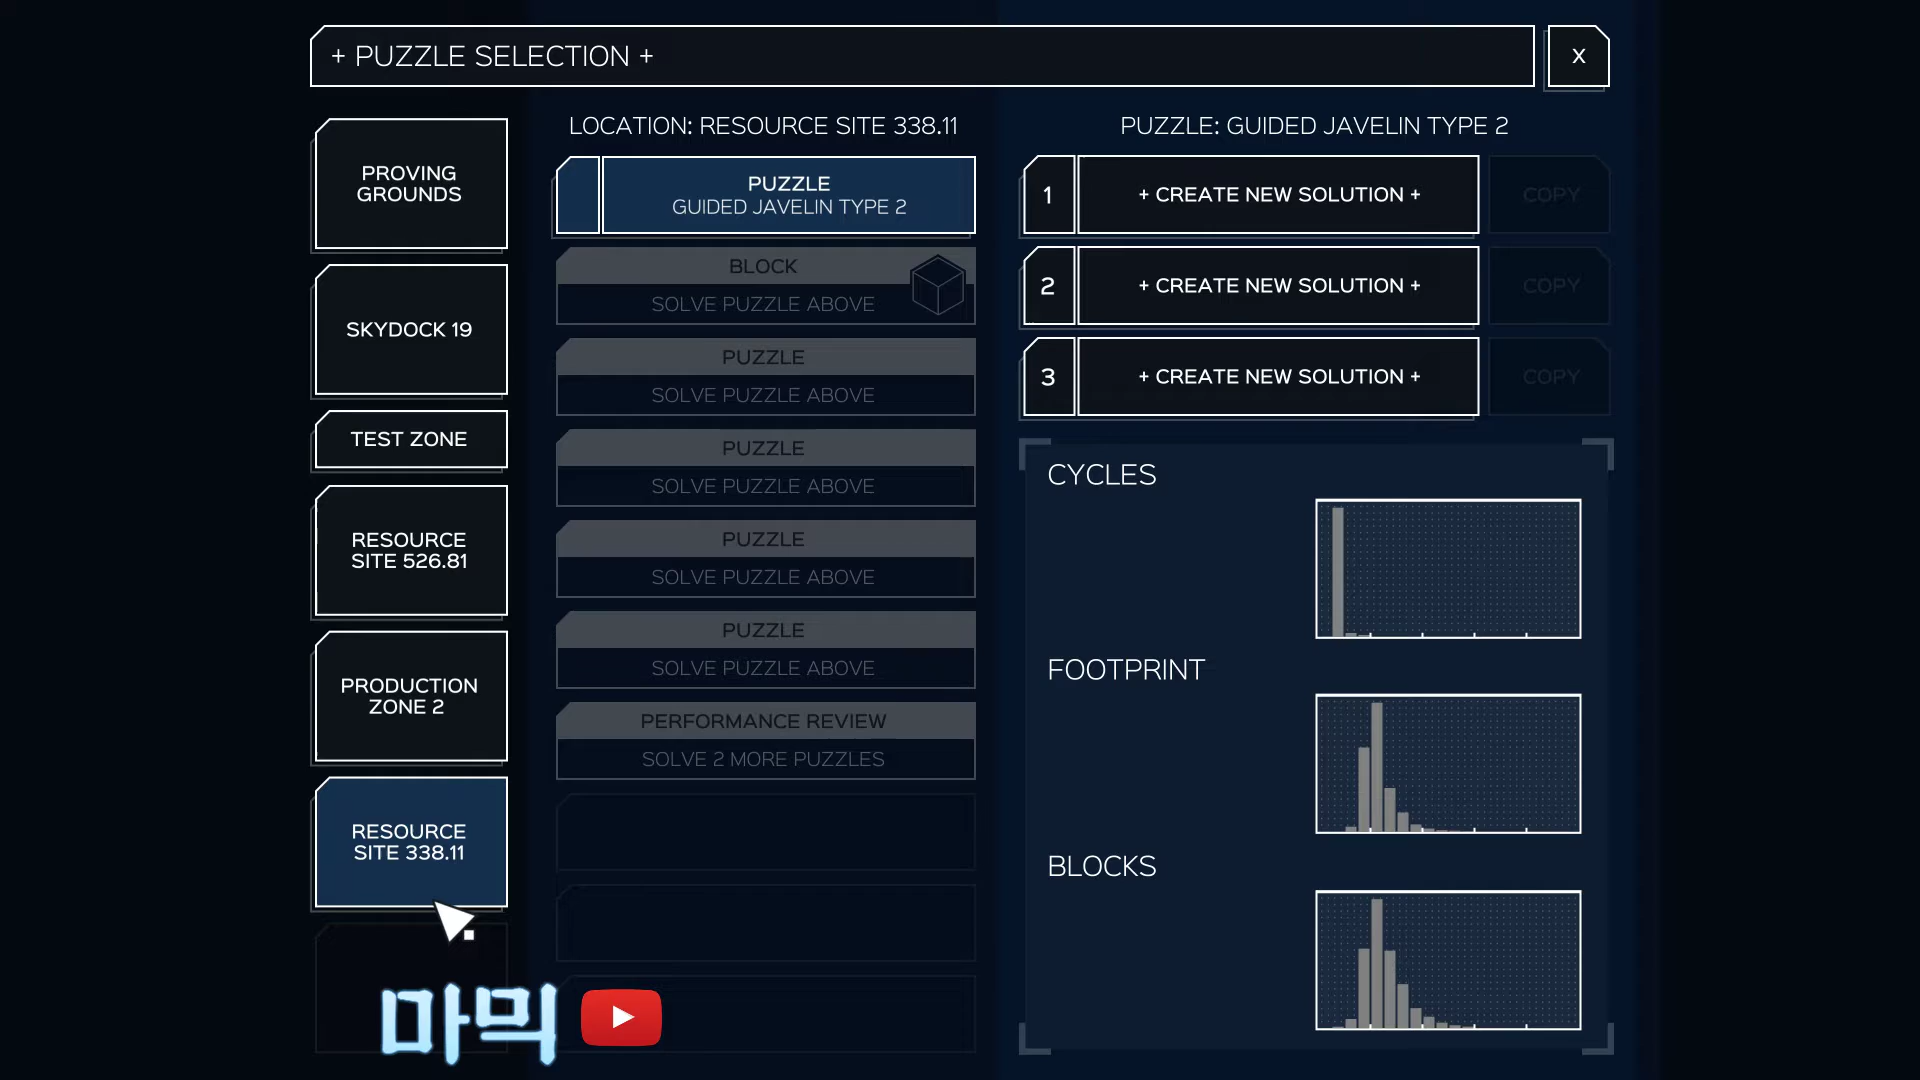 + PUZZLE SELECTION +
X
PROVING
GROUNDS
SKYDOCK 19
TEST ZONE
RESOURCE
SITE 526.81
PRODUCTION
ZONE 2
RESOURCE
SITE 338.11
LOCATION: RESOURCE SITE 338.11
PUZZLE
GUIDED JAVELIN TYPE 2
BLOCK
SOLVE PUZZLE ABOVE
PUZZLE
SOLVE PUZZLE ABOVE
PUZZLE
SOLVE PUZZLE ABOVE
PUZZLE
SOLVE PUZZLE ABOVE
PUZZLE
SOLVE PUZZLE ABOVE
PERFORMANCE REVIEW
SOLVE 2 MORE PUZZLES
PUZZLE: GUIDED JAVELIN TYPE 2
1 + CREATE NEW SOLUTION + COPY
2 + CREATE NEW SOLUTION + COPY
3 + CREATE NEW SOLUTION + COPY
CYCLES
FOOTPRINT
BLOCKS
마믜